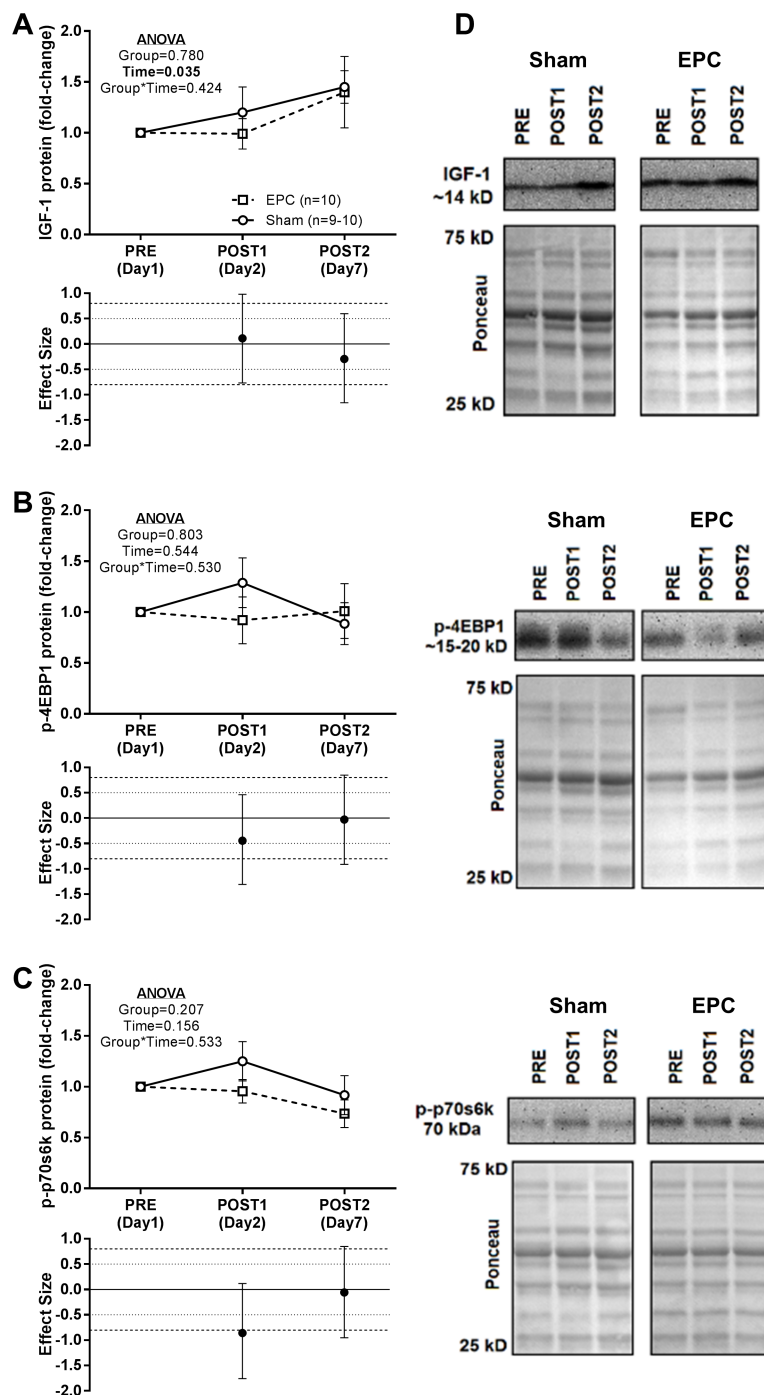 A
IGF-1 protein (fold-change)
2.0
1.5
1.0
0.5
0.0
ANOVA
Group=0.780
Time=0.035
Group*Time=0.424
EPC (n=10)
Sham (n=9-10)
PRE
(Day1)
POST1
(Day2)
POST2
(Day7)
Effect Size
1.0
0.5
0.0
-0.5
-1.0
-1.5
-2.0
B
p-4EBP1 protein (fold-change)
2.0
1.5
1.0
0.5
0.0
ANOVA
Group=0.803
Time=0.544
Group*Time=0.530
PRE
(Day1)
POST1
(Day2)
POST2
(Day7)
Effect Size
1.0
0.5
0.0
-0.5
-1.0
-1.5
-2.0
C
p-p70s6k protein (fold-change)
2.0
1.5
1.0
0.5
0.0
ANOVA
Group=0.207
Time=0.156
Group*Time=0.533
PRE
(Day1)
POST1
(Day2)
POST2
(Day7)
Effect Size
1.0
0.5
0.0
-0.5
-1.0
-1.5
-2.0
D
Sham
EPC
PRE
POST1
POST2
PRE
POST1
POST2
IGF-1
~14 kD
75 kD
Ponceau
25 kD
Sham
EPC
PRE
POST1
POST2
PRE
POST1
POST2
p-4EBP1
~15-20 kD
75 kD
Ponceau
25 kD
Sham
EPC
PRE
POST1
POST2
PRE
POST1
POST2
p-p70s6k
70 kDa
75 kD
Ponceau
25 kD